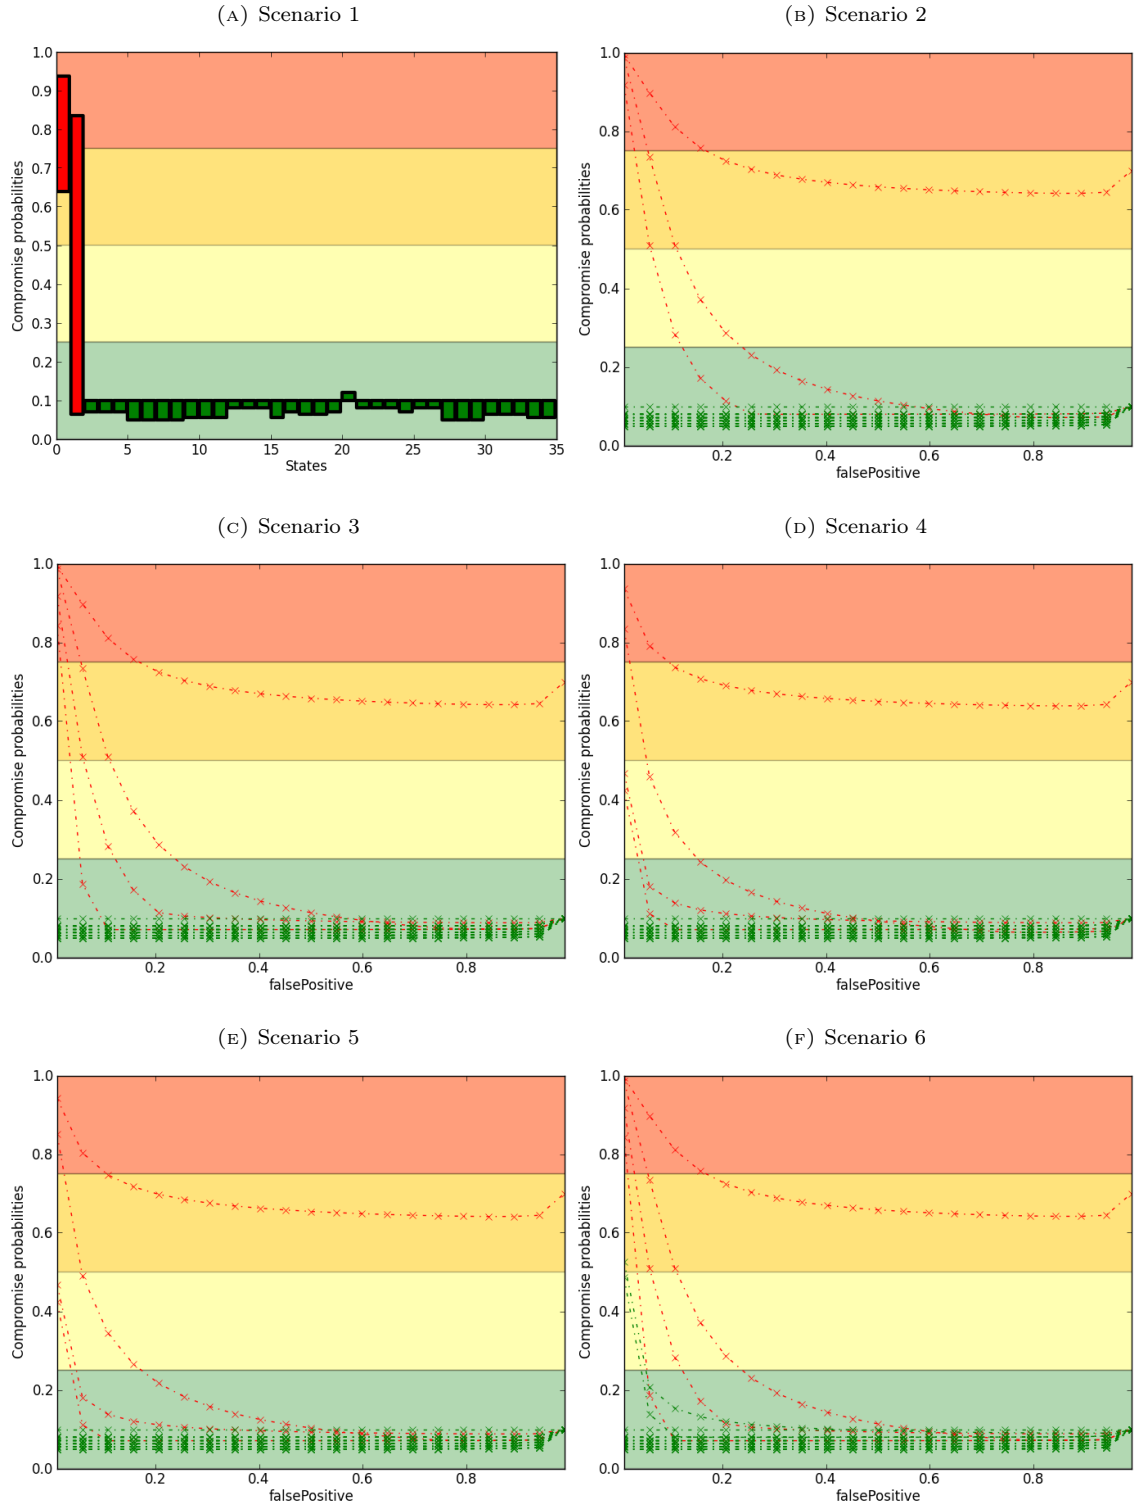 (A) Scenario 1
(B) Scenario 2
1.0
0.9
0.8
0.7
0.6
0.5
0.4
0.3
0.2
0.1
0.0
Compromise probabilities
0 5 10 15 20 25 30 35
States
1.0
0.8
0.6
0.4
0.2
0.0
Compromise probabilities
0.2 0.4 0.6 0.8
falsePositive
(C) Scenario 3
(D) Scenario 4
1.0
0.8
0.6
0.4
0.2
0.0
Compromise probabilities
0.2 0.4 0.6 0.8
falsePositive
1.0
0.8
0.6
0.4
0.2
0.0
Compromise probabilities
0.2 0.4 0.6 0.8
falsePositive
(E) Scenario 5
(F) Scenario 6
1.0
0.8
0.6
0.4
0.2
0.0
Compromise probabilities
0.2 0.4 0.6 0.8
falsePositive
1.0
0.8
0.6
0.4
0.2
0.0
Compromise probabilities
0.2 0.4 0.6 0.8
falsePositive